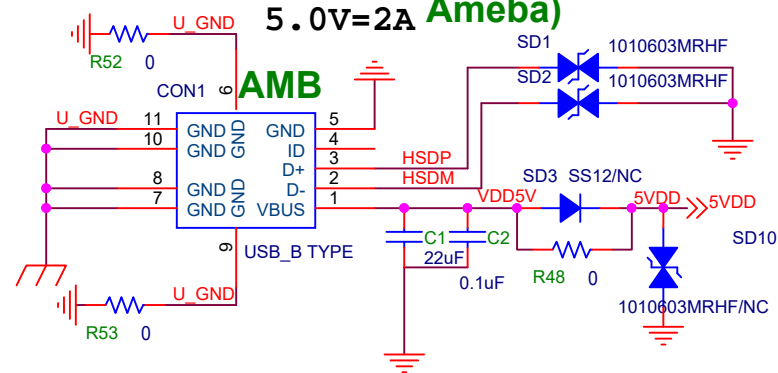 5.0V=2A Ameba)
U_GND
R52 0
CON1 AMB
6
U_GND
11 GND GND GND 5
10 GND ID 4
D+ 3 HSDP
8 GND GND D- 2 HSDM
7 GND VBUS 1
9
USB_B TYPE
U_GND
R53 0
SD1 1010603MRHF
SD2 1010603MRHF
VDD5V
SD3 SS12/NC
5VDD 5VDD
C1 C2
22uF
0.1uF
R48 0
SD10
1010603MRHF/NC